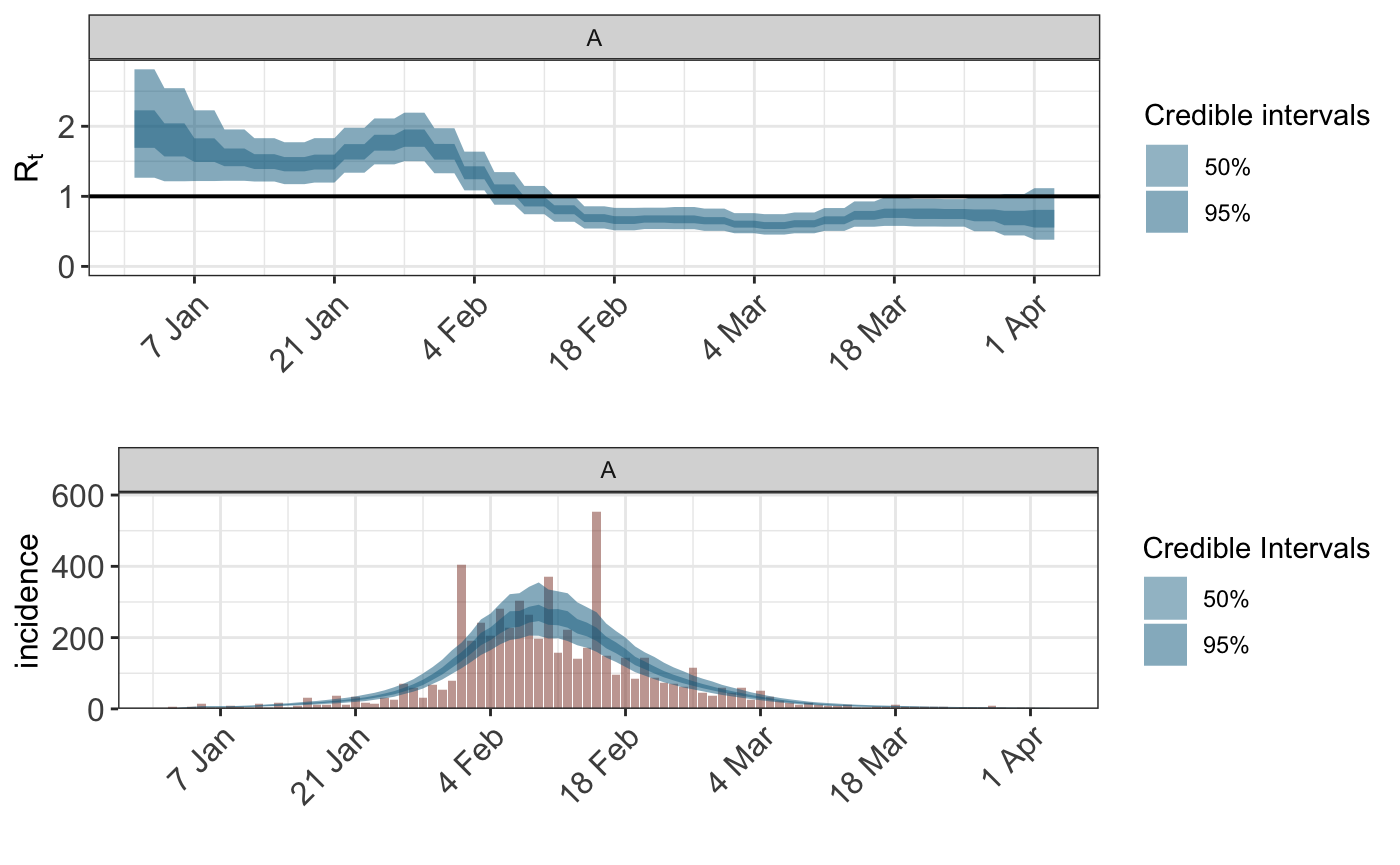 A
Rt
2
1
0
7 Jan
21 Jan
4 Feb
18 Feb
4 Mar
18 Mar
1 Apr
Credible intervals
50%
95%
A
incidence
600
400
200
0
7 Jan
21 Jan
4 Feb
18 Feb
4 Mar
18 Mar
1 Apr
Credible Intervals
50%
95%